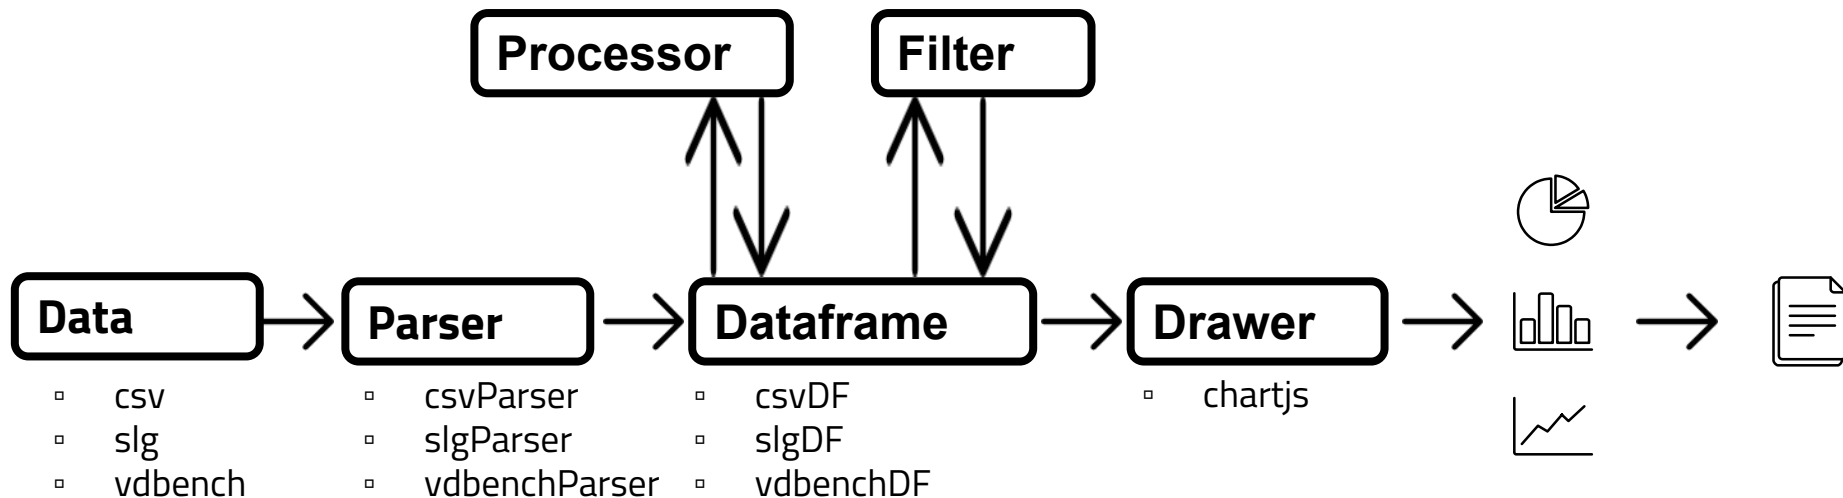 Processor
Filter
Data
Parser
Dataframe
Drawer
▫ csv
▫ slg
▫ vdbench
▫ csvParser
▫ slgParser
▫ vdbenchParser
▫ csvDF
▫ slgDF
▫ vdbenchDF
▫ chartjs